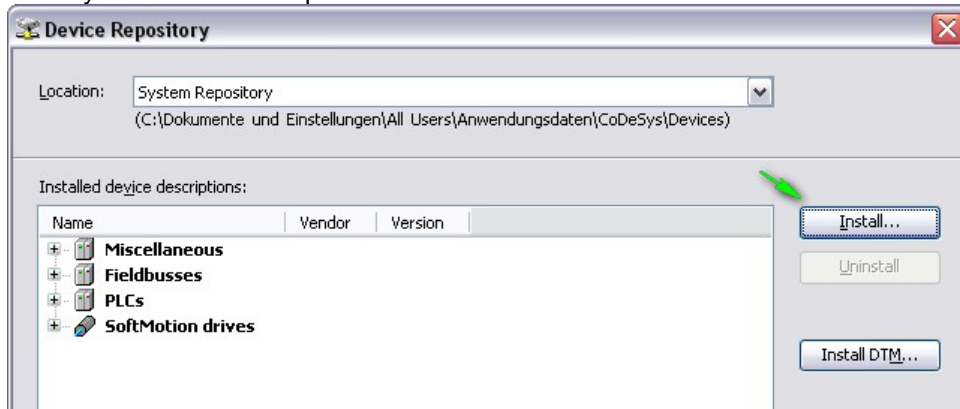 Device Repository
Location: System Repository
(C:\Dokumente und Einstellungen\All Users\Anwendungsdaten\CoDeSys\Devices)
Installed device descriptions:
Name Vendor Version
Install...
Miscellaneous
Fieldbusses
Uninstall
PLCs
SoftMotion drives
Install DTM...